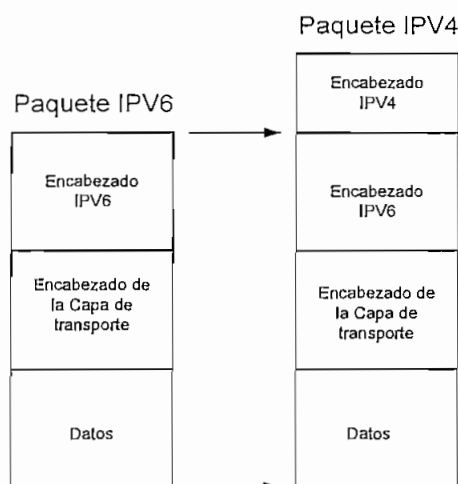 Paquete IPV4
Encabezado
IPV4
Paquete IPV6
Encabezado
IPV6
Encabezado
IPV6
Encabezado de
la Capa de
transporte
Encabezado de
la Capa de
transporte
Datos
Datos